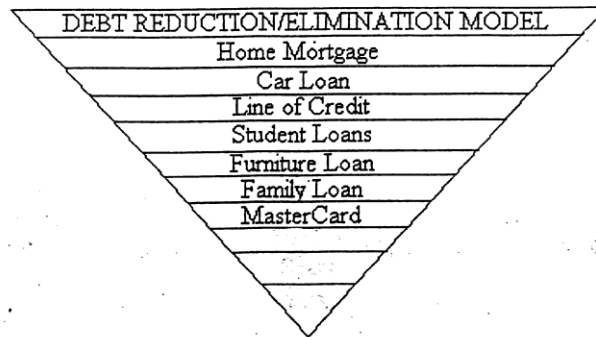 DEBT REDUCTION/ELIMINATION MODEL
Home Mortgage
Car Loan
Line of Credit
Student Loans
Furniture Loan
Family Loan
MasterCard